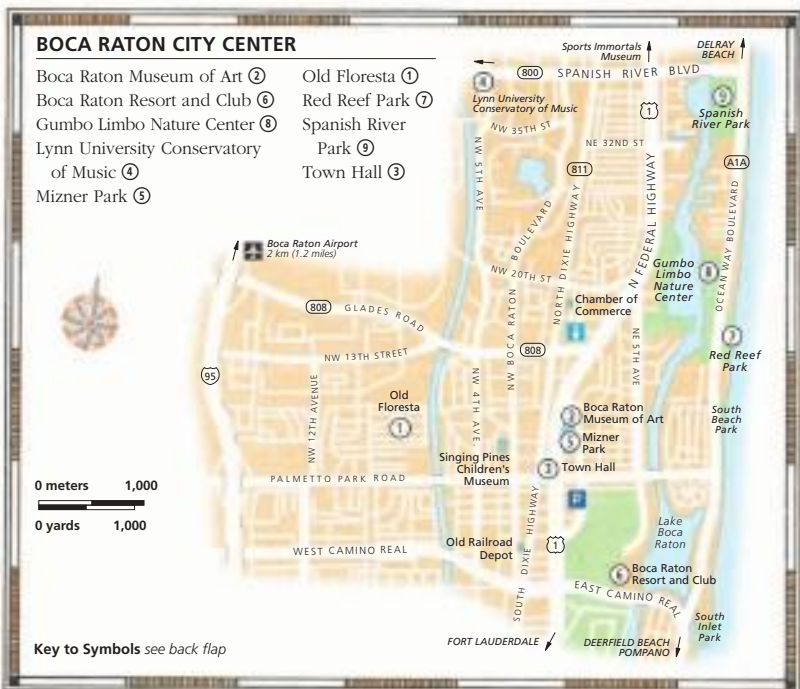 BOCA RATON CITY CENTER
Boca Raton Museum of Art ②
Boca Raton Resort and Club ⑥
Gumbo Limbo Nature Center ⑧
Lynn University Conservatory
of Music ④
Mizner Park ⑤
Old Floresta ①
Red Reef Park ⑦
Spanish River
Park ⑨
Town Hall ③
Sports Immortals
Museum
DELRAY
BEACH
800
SPANISH RIVER BLVD
④
Lynn University
Conservatory of Music
⑨
Spanish
River Park
1
NW 35TH ST
NE 32ND ST
NW 5TH AVE
811
A1A
Boca Raton Airport
2 km (1.2 miles)
BOULEVARD
NW BOCA RATON
NORTH DIXIE HIGHWAY
N FEDERAL HIGHWAY
OCEAN WAY BOULEVARD
NW 20TH ST
Gumbo
Limbo
Nature
Center
⑧
Chamber of
Commerce
808
GLADES ROAD
NE 5TH AVE
⑦
Red Reef
Park
NW 13TH STREET
808
95
NW 12TH AVENUE
NW 4TH AVE.
Old
Floresta
①
②
Boca Raton
Museum of Art
South
Beach
Park
⑤
Mizner
Park
Singing Pines
Children's
Museum
③
Town Hall
PALMETTO PARK ROAD
0 meters 1,000
0 yards 1,000
P
Lake
Boca
Raton
WEST CAMINO REAL
Old Railroad
Depot
1
SOUTH DIXIE HIGHWAY
⑥
Boca Raton
Resort and Club
EAST CAMINO REAL
South
Inlet
Park
Key to Symbols see back flap
FORT LAUDERDALE
DEERFIELD BEACH
POMPANO